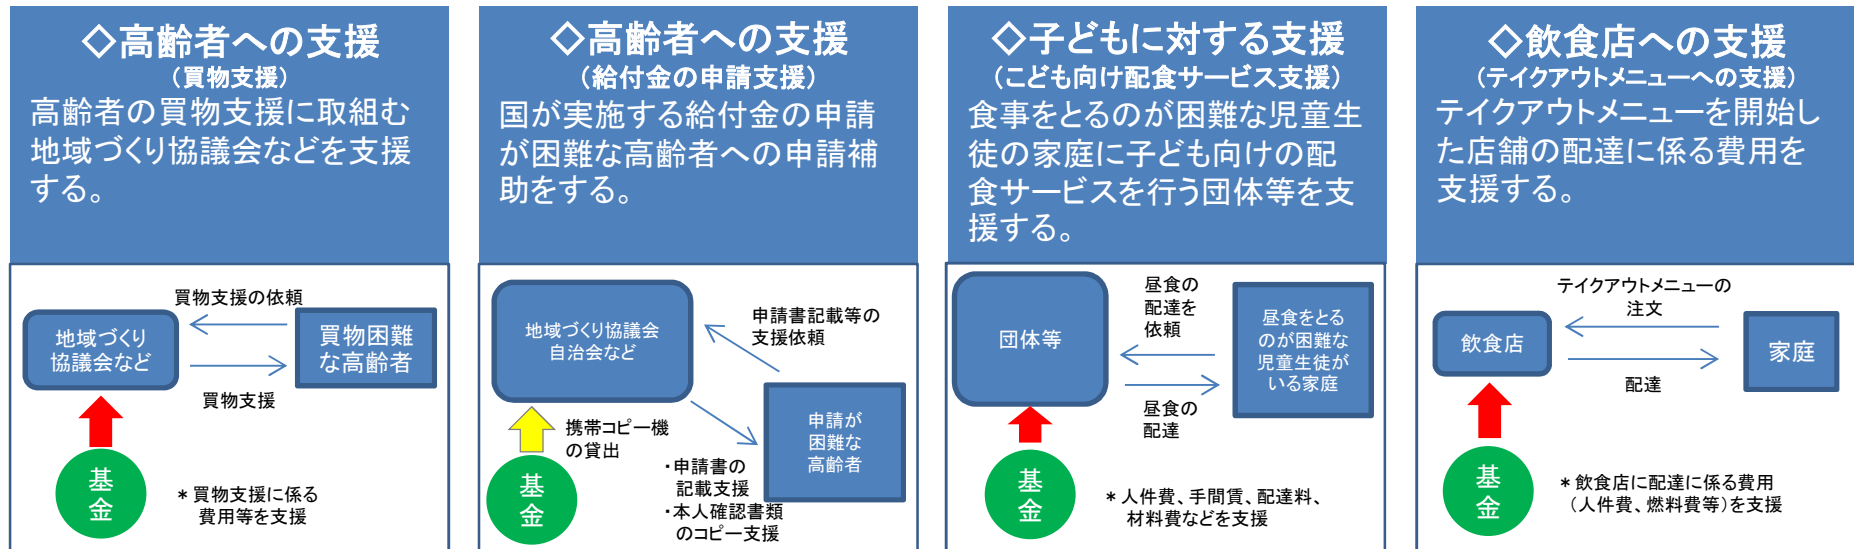 ◇高齢者への支援
（買物支援）
高齢者の買物支援に取組む
地域づくり協議会などを支援
する。
買物支援の依頼
地域づくり
協議会など
買物困難
な高齢者
買物支援
基
金
＊買物支援に係る
費用等を支援
◇高齢者への支援
（給付金の申請支援）
国が実施する給付金の申請
が困難な高齢者への申請補
助をする。
地域づくり協議会
自治会など
申請書記載等の
支援依頼
携帯コピー機
の貸出
申請が
困難な
高齢者
・申請書の
記載支援
・本人確認書類
のコピー支援
基
金
◇子どもに対する支援
（こども向け配食サービス支援）
食事をとるのが困難な児童生
徒の家庭に子ども向けの配
食サービスを行う団体等を支
援する。
団体等
昼食の
配達を
依頼
昼食をとる
のが困難な
児童生徒が
いる家庭
昼食の
配達
基
金
＊人件費、手間賃、配達料、
材料費などを支援
◇飲食店への支援
（テイクアウトメニューへの支援）
テイクアウトメニューを開始し
た店舗の配達に係る費用を
支援する。
テイクアウトメニューの
注文
飲食店
家庭
配達
基
金
＊飲食店に配達に係る費用
（人件費、燃料費等）を支援